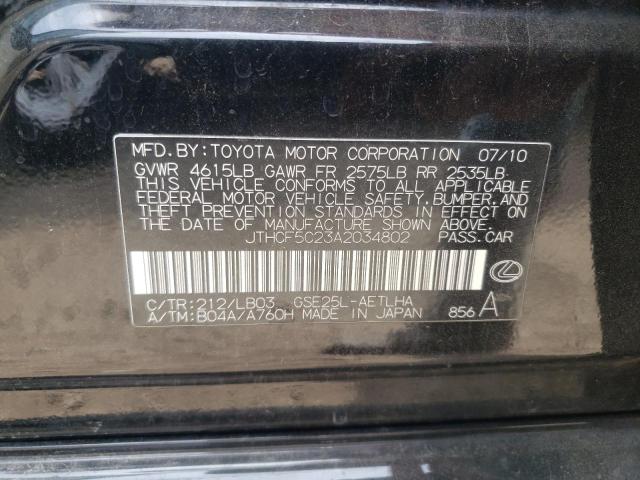 MFD.BY:TOYOTA MOTOR CORPORATION 07/10
GVWR 4615LB GAWR FR 2575LB RR 2535LB
THIS VEHICLE CONFORMS TO ALL APPLICABLE
FEDERAL MOTOR VEHICLE SAFETY,BUMPER,AND
THEFT PREVENTION STANDARDS IN EFFECT ON
THE DATE OF MANUFACTURE SHOWN ABOVE.
JTHCF5C23A2034802 PASS.CAR
C/TR:212/LB03 GSE25L-AETLHA
A/TM:B04A/A760H MADE IN JAPAN 856 A